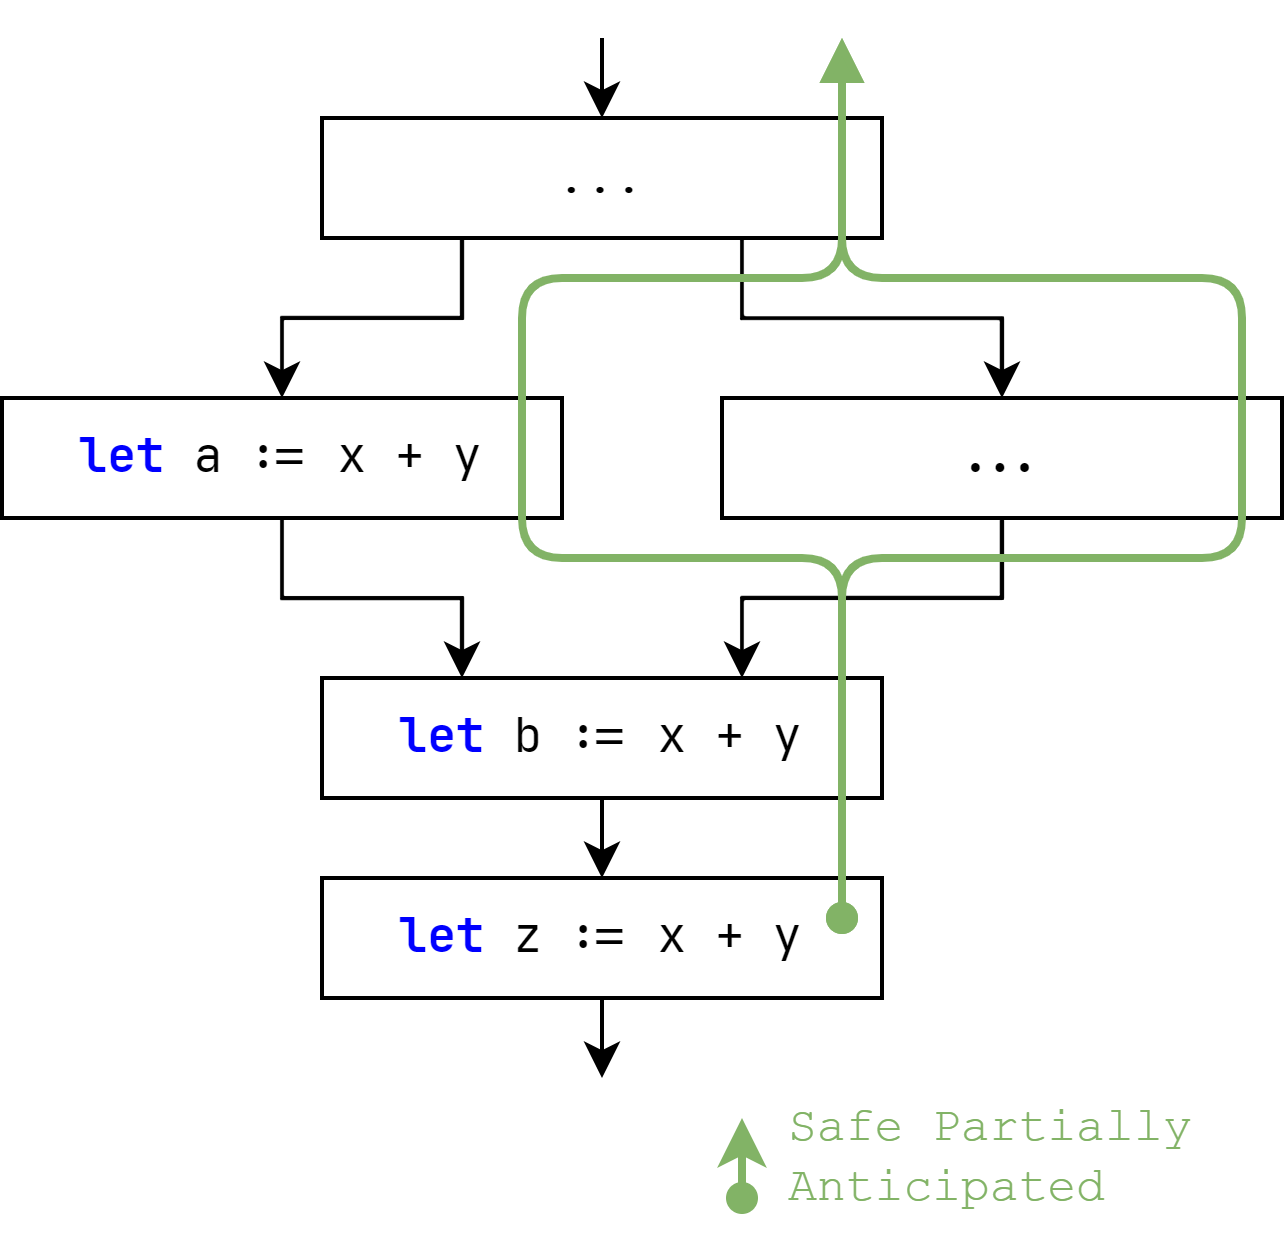 ...
let a := x + y
...
let b := x + y
let z := x + y
Safe Partially
Anticipated